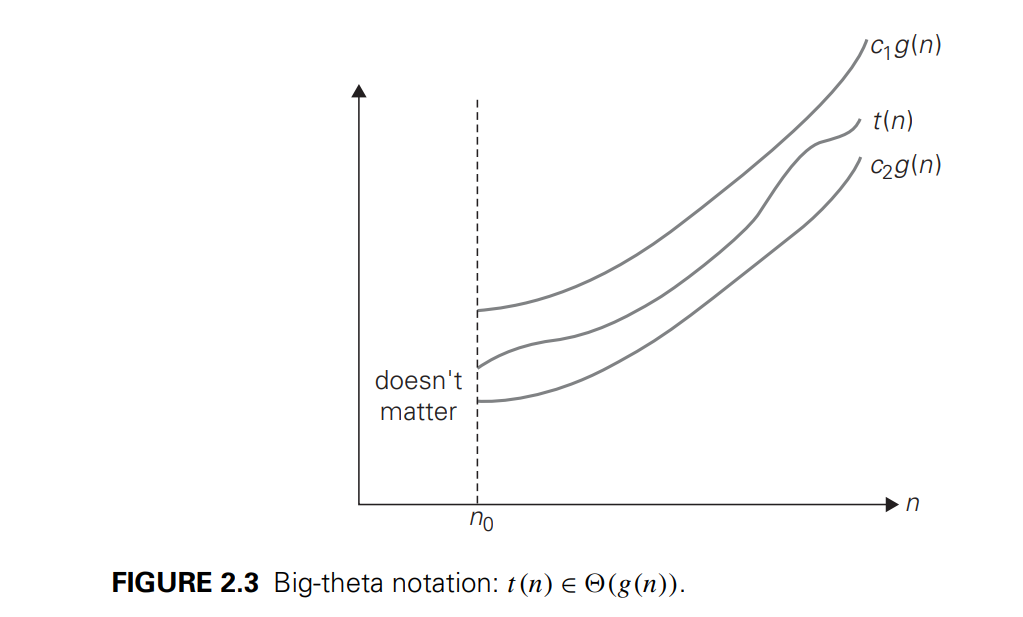 c₁g(n)
t(n)
c₂g(n)
doesn't
matter
n
n₀
FIGURE 2.3 Big-theta notation: t(n) ∈ Θ(g(n)).